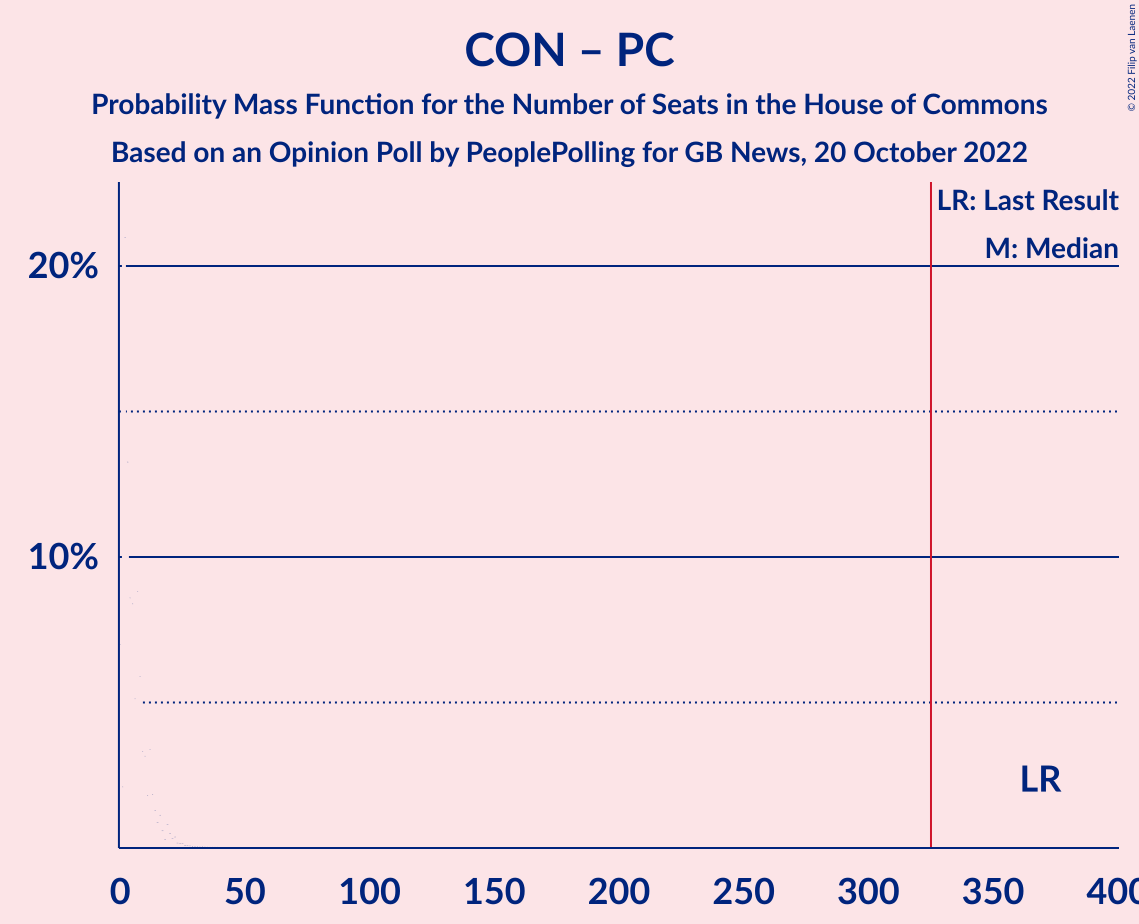 CON – PC
Probability Mass Function for the Number of Seats in the House of Commons
Based on an Opinion Poll by PeoplePolling for GB News, 20 October 2022
© 2022 Filip van Laenen
LR: Last Result
M: Median
20%
10%
LR
0 50 100 150 200 250 300 350 400